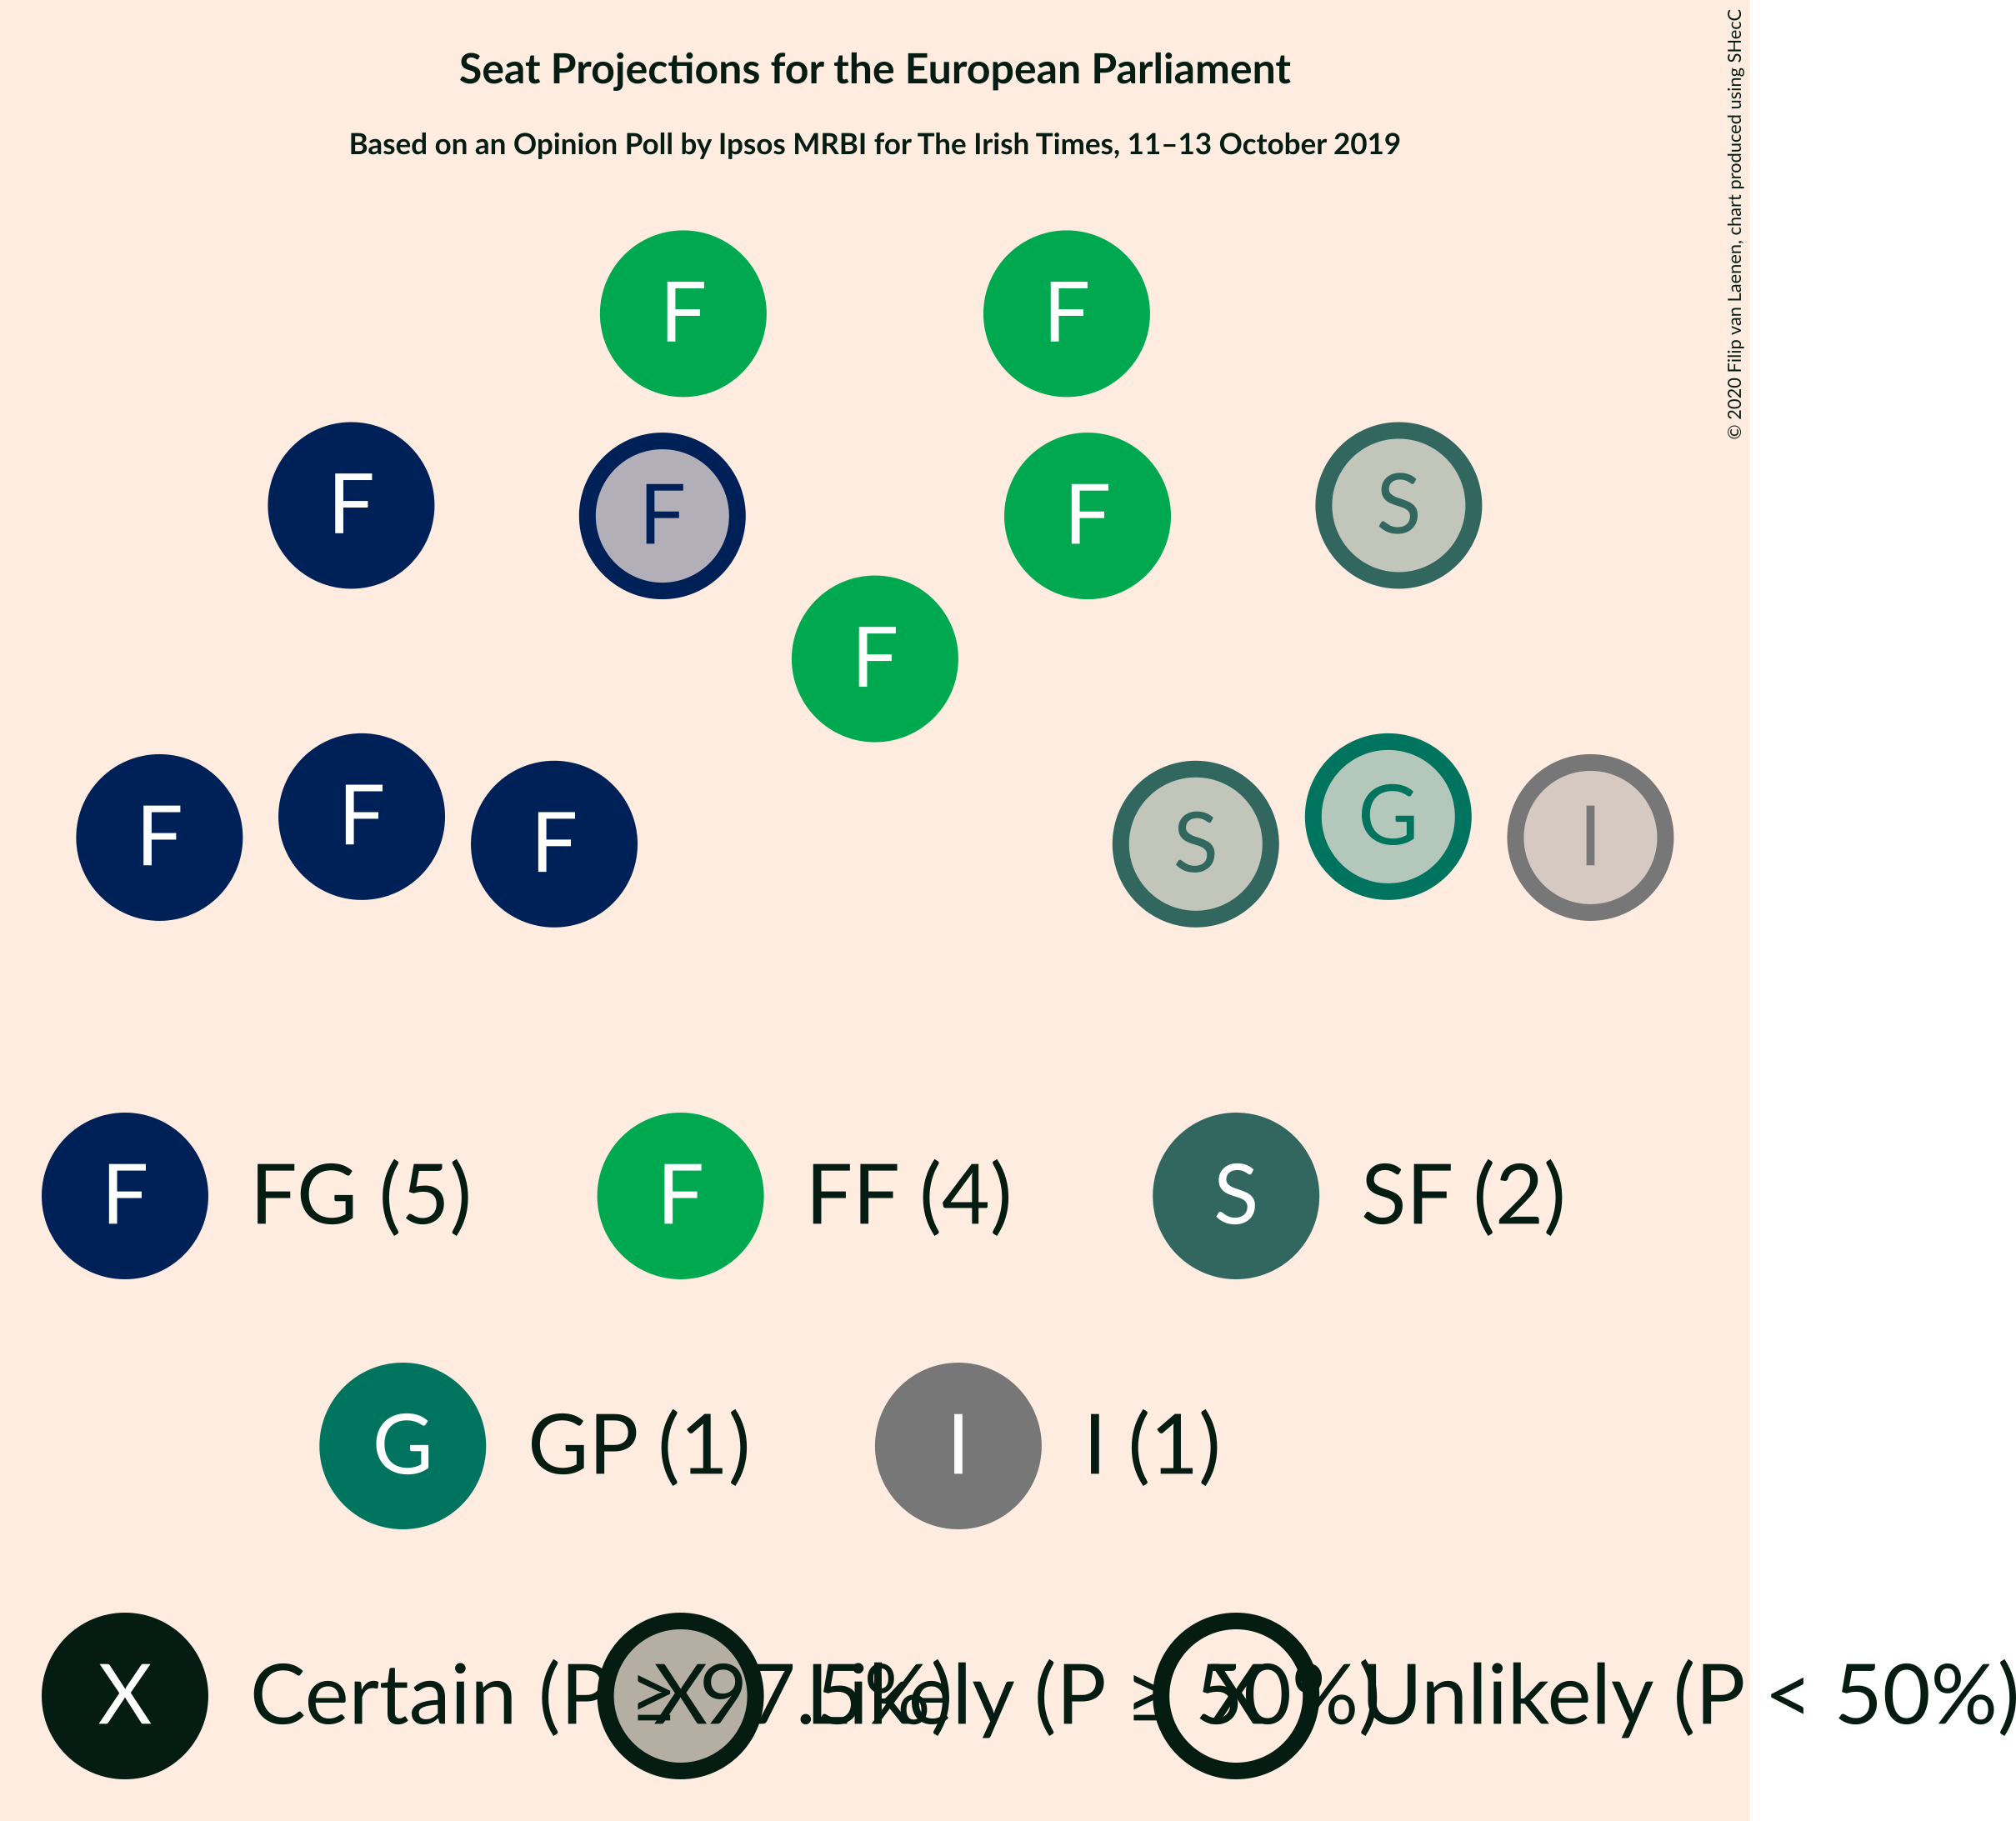 Seat Projections for the European Parliament
Based on an Opinion Poll by Ipsos MRBI for The Irish Times, 11–13 October 2019
© 2020 Filip van Laenen, chart produced using SHecC
F F
F F F S
F
F F F S G I
F FG (5) F FF (4) S SF (2)
G GP (1) I I (1)
X Certain (P ≥ 97.5%) X Likely (P ≥ 50%) X Unlikely (P < 50%)